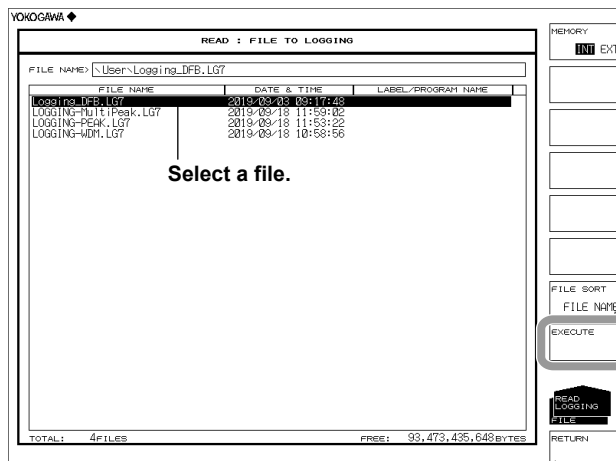 YOKOGAWA
READ : FILE TO LOGGING
MEMORY
INT EXT
FILE NAME> \User\Logging_DFB.LG7
FILE NAME DATE & TIME LABEL/PROGRAM NAME
Logging_DFB.LG7 2019/09/03 09:17:48
LOGGING-MultiPeak.LG7 2019/09/18 11:59:02
LOGGING-PEAK.LG7 2019/09/18 11:53:22
LOGGING-WDM.LG7 2019/09/18 10:58:56
Select a file.
FILE SORT
FILE NAME
EXECUTE
READ
LOGGING
FILE
TOTAL: 4FILES FREE: 93,473,435,648BYTES
RETURN